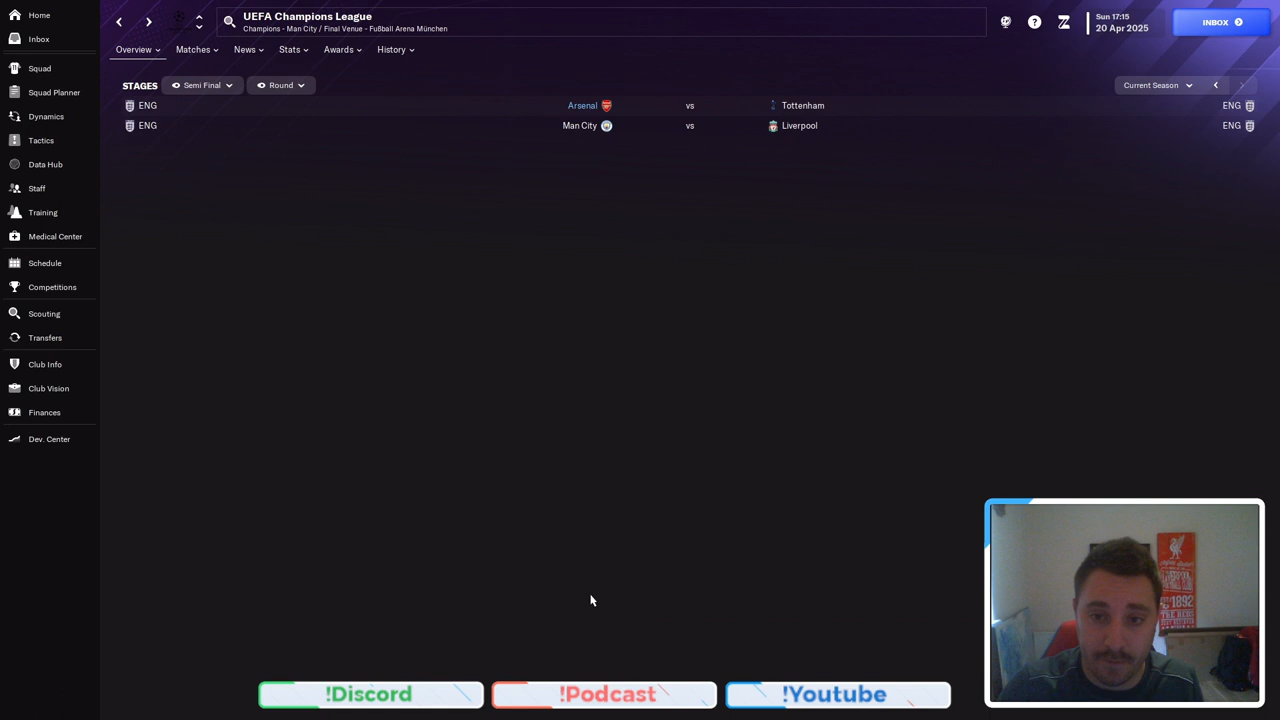 Home
Inbox
Squad
Squad Planner
Dynamics
Tactics
Data Hub
Staff
Training
Medical Center
Schedule
Competitions
Scouting
Transfers
Club Info
Club Vision
Finances
Dev. Center
UEFA Champions League
Champions - Man City / Final Venue - Fußball Arena München
Sun 17:15
20 Apr 2025
INBOX
Overview Matches News Stats Awards History
STAGES Semi Final Round Current Season
ENG Arsenal vs Tottenham ENG
ENG Man City vs Liverpool ENG
!Discord !Podcast !Youtube
1892